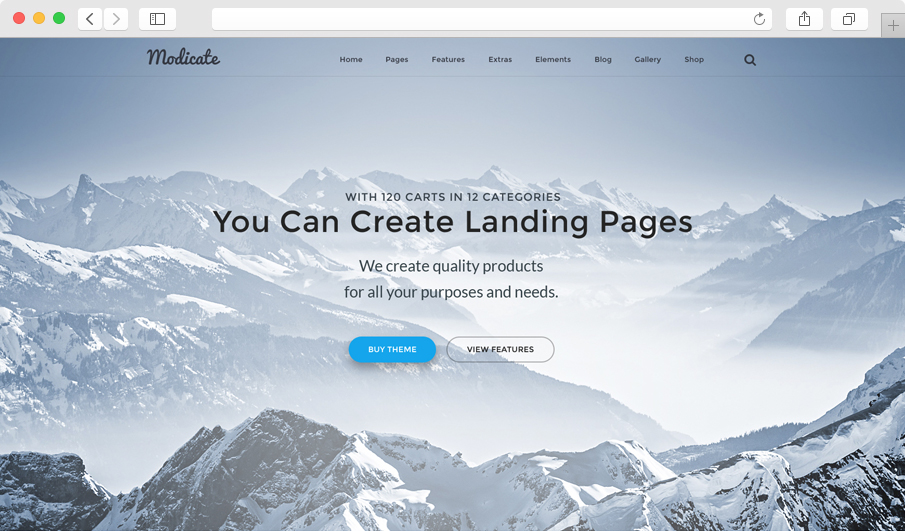 Modicate
Home Pages Features Extras Elements Blog Gallery Shop
WITH 120 CARTS IN 12 CATEGORIES
You Can Create Landing Pages
We create quality products
for all your purposes and needs.
BUY THEME VIEW FEATURES